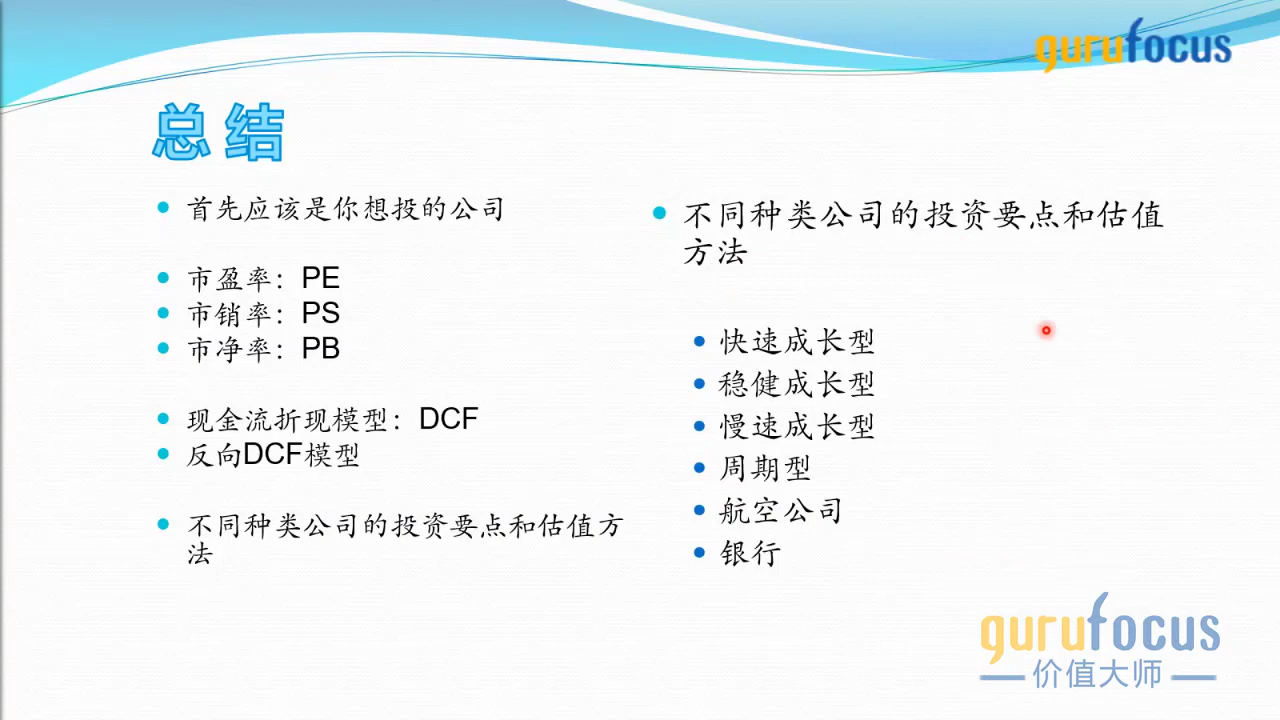 gurufocus
总结
首先应该是你想投的公司
市盈率：PE
市销率：PS
市净率：PB
现金流折现模型：DCF
反向DCF模型
不同种类公司的投资要点和估值方
法
不同种类公司的投资要点和估值
方法
快速成长型
稳健成长型
慢速成长型
周期型
航空公司
银行
gurufocus
价值大师